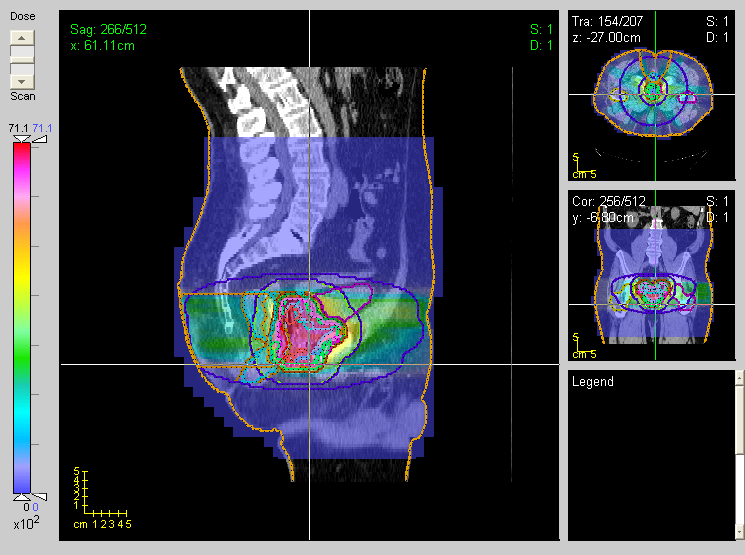 Dose
Scan
71.1 71.1
0 0
x10²
Sag: 266/512
x: 61.11cm
S: 1
D: 1
5
4
3
2
1
cm 1 2 3 4 5
Tra: 154/207
z: -27.00cm
S: 1
D: 1
5
cm 5
Cor: 256/512
y: -6.80cm
S: 1
D: 1
5
cm 5
Legend